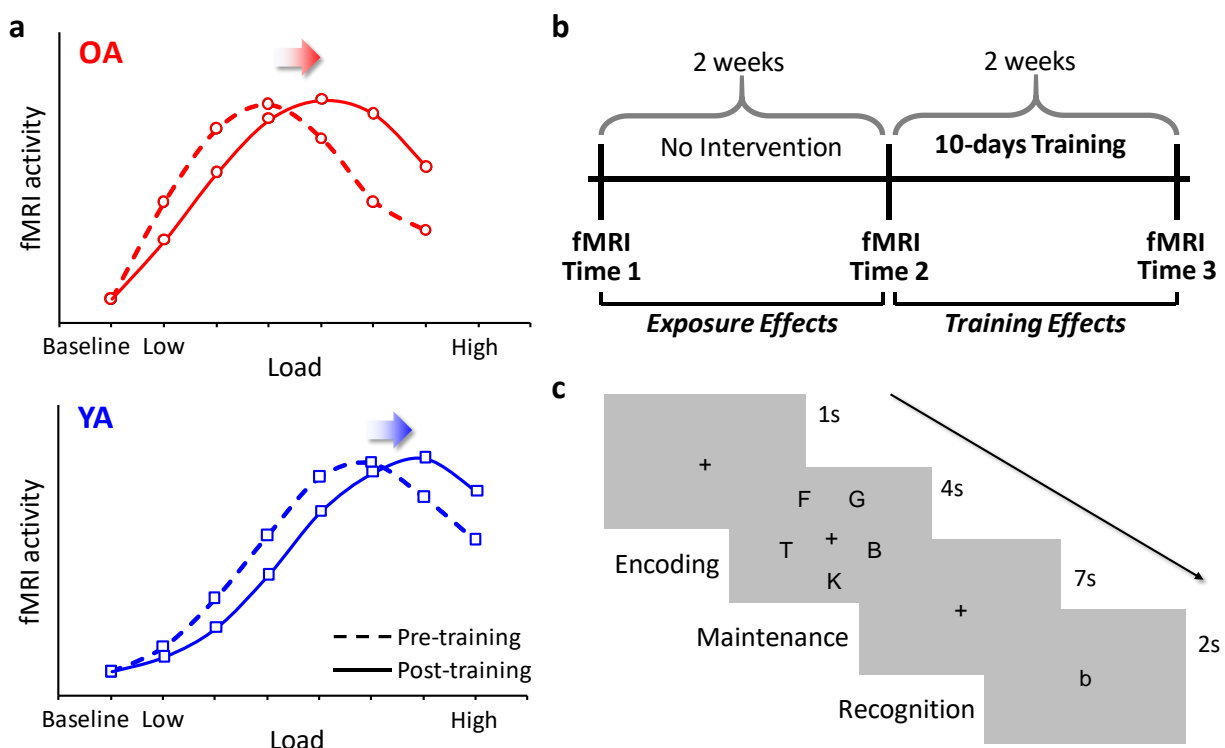 a
OA
fMRI activity
Baseline Low High
Load
YA
fMRI activity
Pre-training
Post-training
Baseline Low High
Load
b
2 weeks 2 weeks
No Intervention 10-days Training
fMRI fMRI fMRI
Time 1 Time 2 Time 3
Exposure Effects Training Effects
c
+
1s
F G
4s
+
T B
K
Encoding
7s
+
Maintenance
2s
b
Recognition